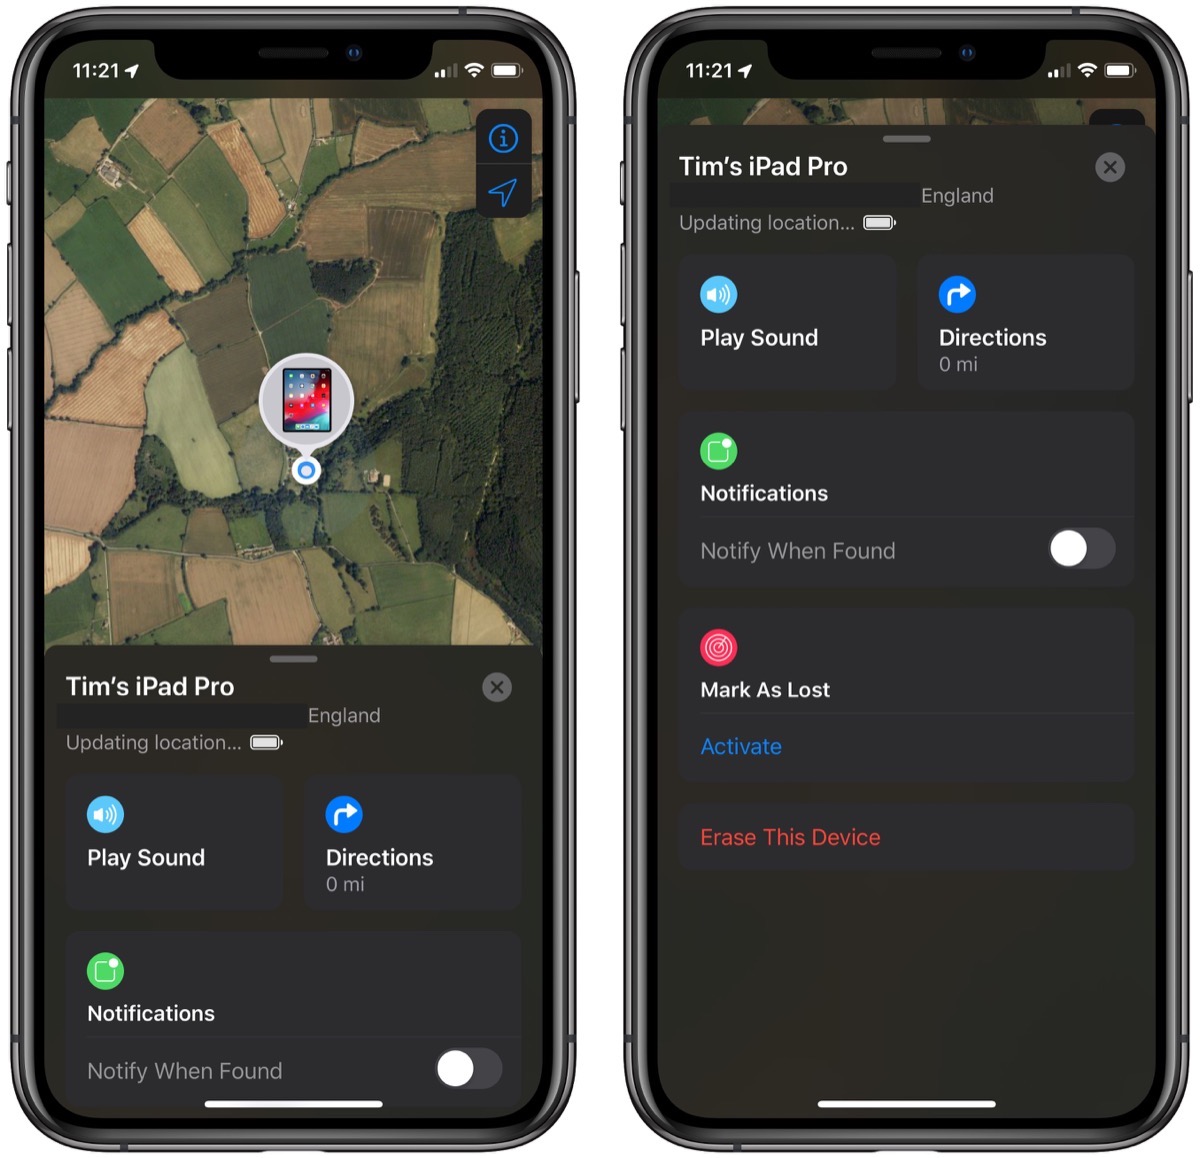 11:21
Tim's iPad Pro
England
Updating location...
Play Sound
Directions
0 mi
Notifications
Notify When Found
11:21
Tim's iPad Pro
England
Updating location...
Play Sound
Directions
0 mi
Notifications
Notify When Found
Mark As Lost
Activate
Erase This Device